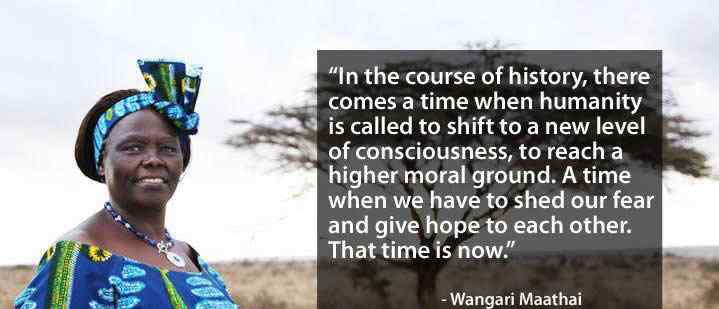 “In the course of history, there
comes a time when humanity
is called to shift to a new level
of consciousness, to reach a
higher moral ground. A time
when we have to shed our fear
and give hope to each other.
That time is now.”
- Wangari Maathai